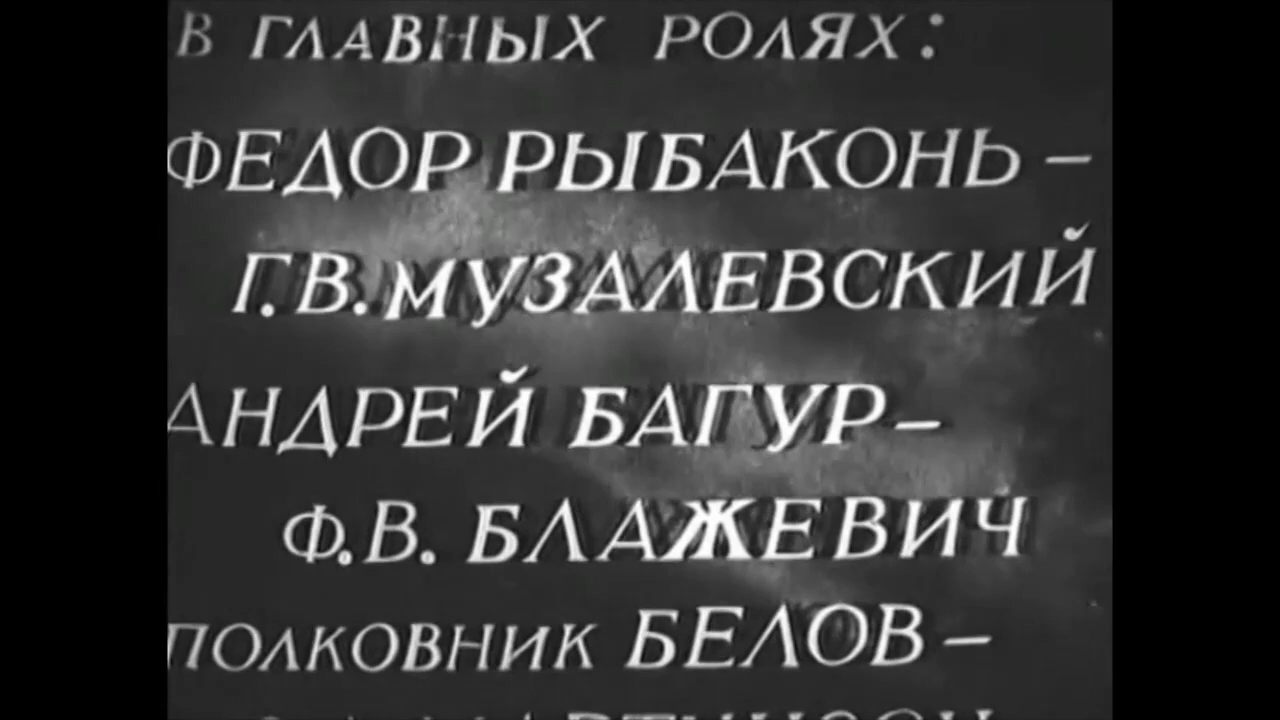 В ГЛАВНЫХ РОЛЯХ:
ФЕДОР РЫБАКОНЬ –
Г.В. МУЗАЛЕВСКИЙ
АНДРЕЙ БАГУР –
Ф.В. БЛАЖЕВИЧ
ПОЛКОВНИК БЕЛОВ –